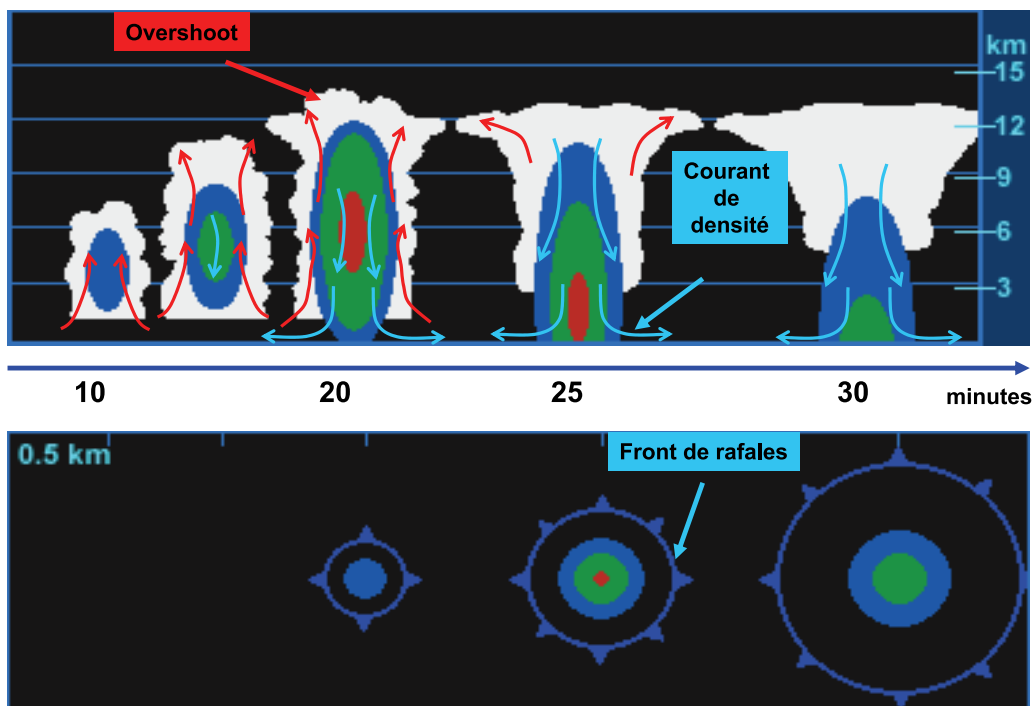 Overshoot
km
15
12
9
6
3
Courant
de
densité
10
20
25
30
minutes
0.5 km
Front de rafales